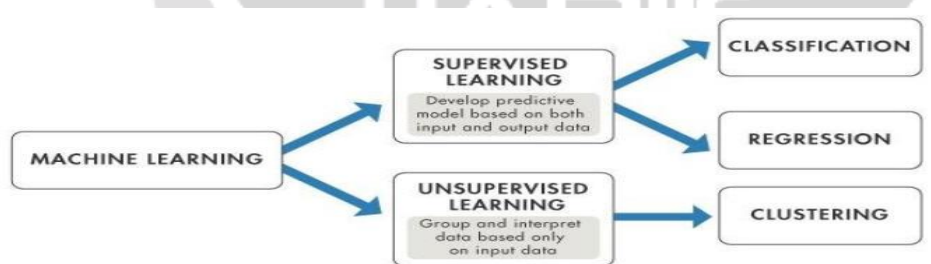 MACHINE LEARNING
SUPERVISED
LEARNING
Develop predictive
model based on both
input and output data
UNSUPERVISED
LEARNING
Group and interpret
data based only
on input data
CLASSIFICATION
REGRESSION
CLUSTERING